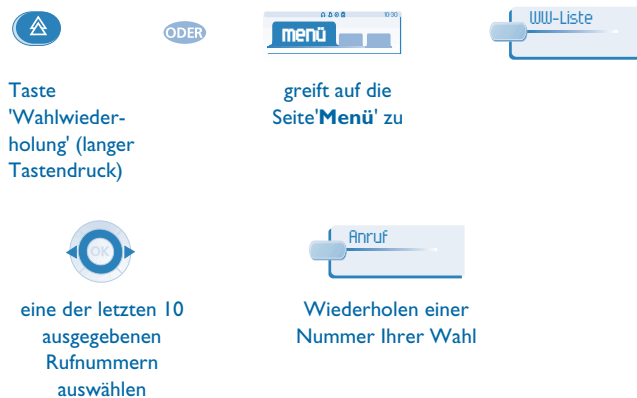 ODER
10:30
menü
WW-Liste
Taste
'Wahlwieder-
holung' (langer
Tastendruck)
greift auf die
Seite'Menü' zu
OK
Anruf
eine der letzten 10
ausgegebenen
Rufnummern
auswählen
Wiederholen einer
Nummer Ihrer Wahl